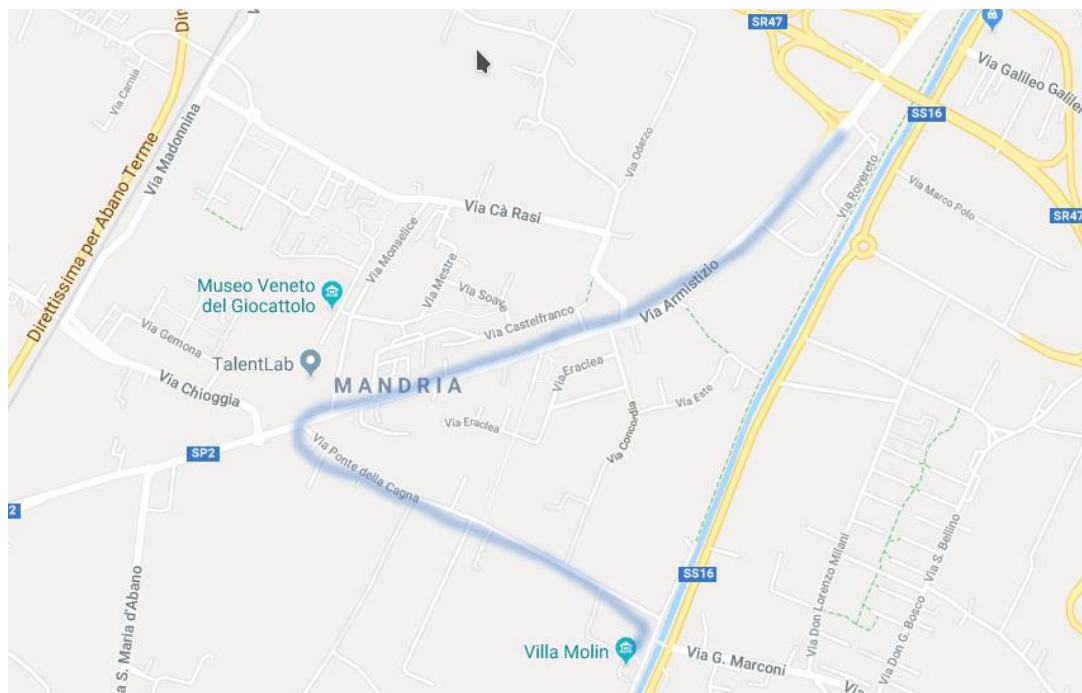 SR47
Via Galileo Galilei
SS16
Via Carnia
Via Madonnina
Direttissima per Abano Terme
Via Oderzo
Via Rovereto
Via Marco Polo
SR47
Via Cà Rasi
Via Monselice
Via Mestre
Museo Veneto
del Giocattolo
Via Soave
Via Armistizio
Via Castelfranco
Via Gemona
TalentLab
Via Eraclea
Via Chioggia
MANDRIA
Via Este
Via Eraclea
Via Concordia
SP2
Via Ponte della Cagna
2
Via S. Maria d'Abano
SS16
Via Don Lorenzo Milani
Via S. Bellino
Via Don G. Bosco
Villa Molin
Via G. Marconi
Via